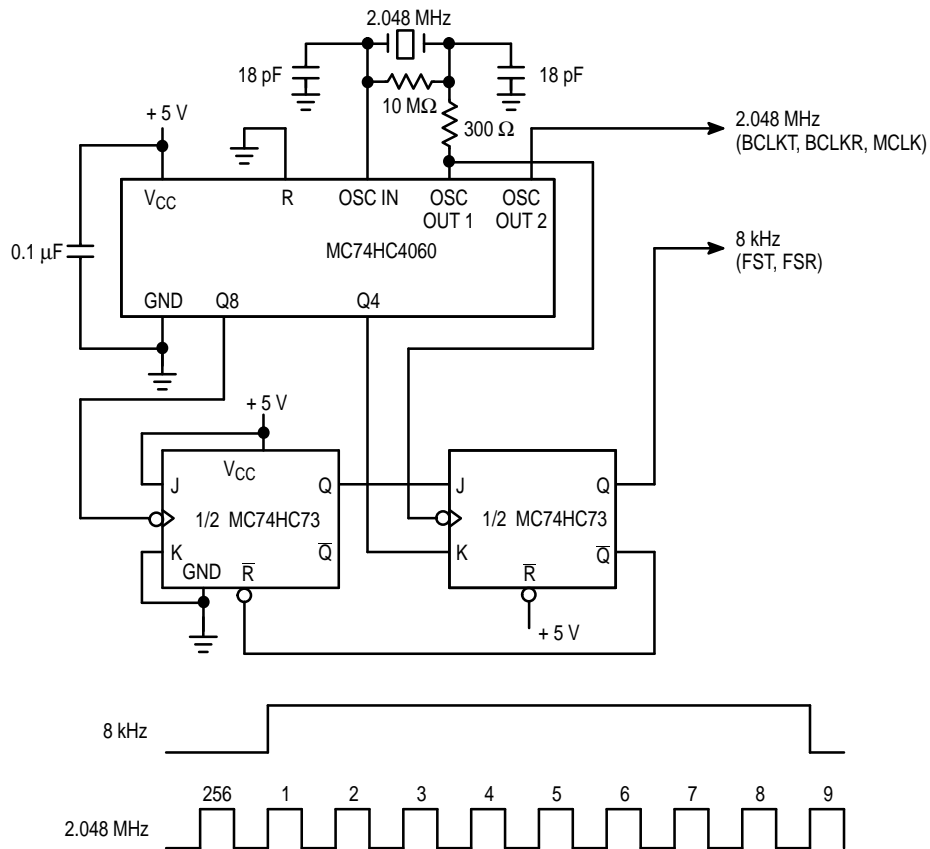 2.048 MHz
18 pF
18 pF
10 MΩ
300 Ω
+ 5 V
2.048 MHz
(BCLKT, BCLKR, MCLK)
VCC
R
OSC IN
OSC
OUT 1
OSC
OUT 2
0.1 μF
MC74HC4060
8 kHz
(FST, FSR)
GND
Q8
Q4
+ 5 V
VCC
J
Q
1/2 MC74HC73
K
Q̅
GND
R̅
J
Q
1/2 MC74HC73
K
Q̅
R̅
+ 5 V
8 kHz
256 1 2 3 4 5 6 7 8 9
2.048 MHz